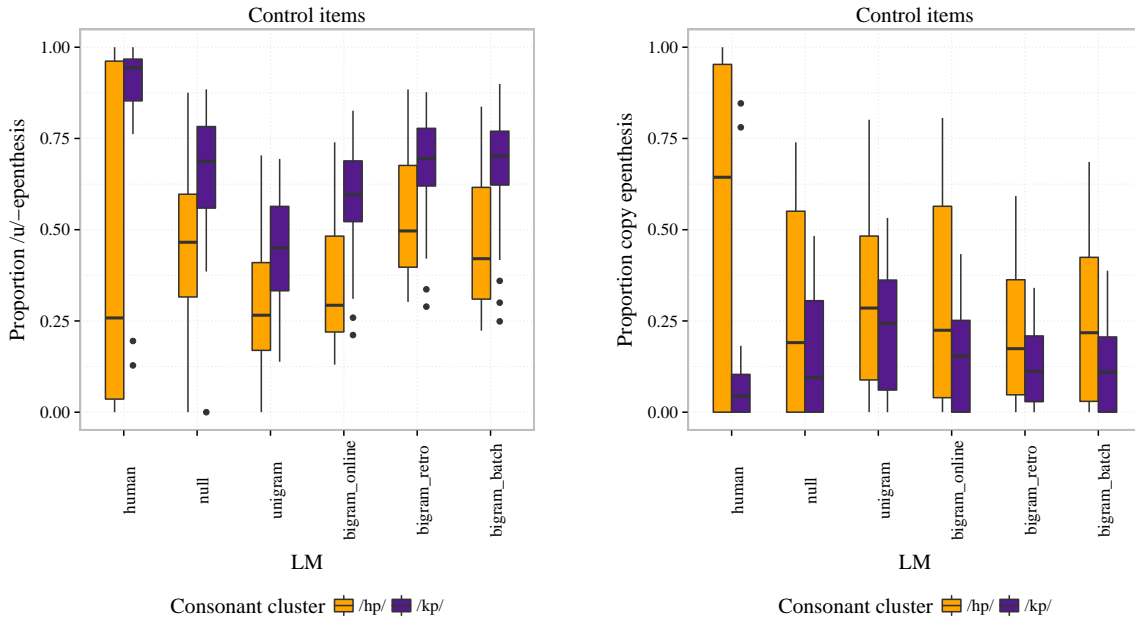 Control items
Proportion /u/−epenthesis
1.00
0.75
0.50
0.25
0.00
human
null
unigram
bigram_online
bigram_retro
bigram_batch
LM
Consonant cluster /hp/ /kp/
Control items
Proportion copy epenthesis
1.00
0.75
0.50
0.25
0.00
human
null
unigram
bigram_online
bigram_retro
bigram_batch
LM
Consonant cluster /hp/ /kp/